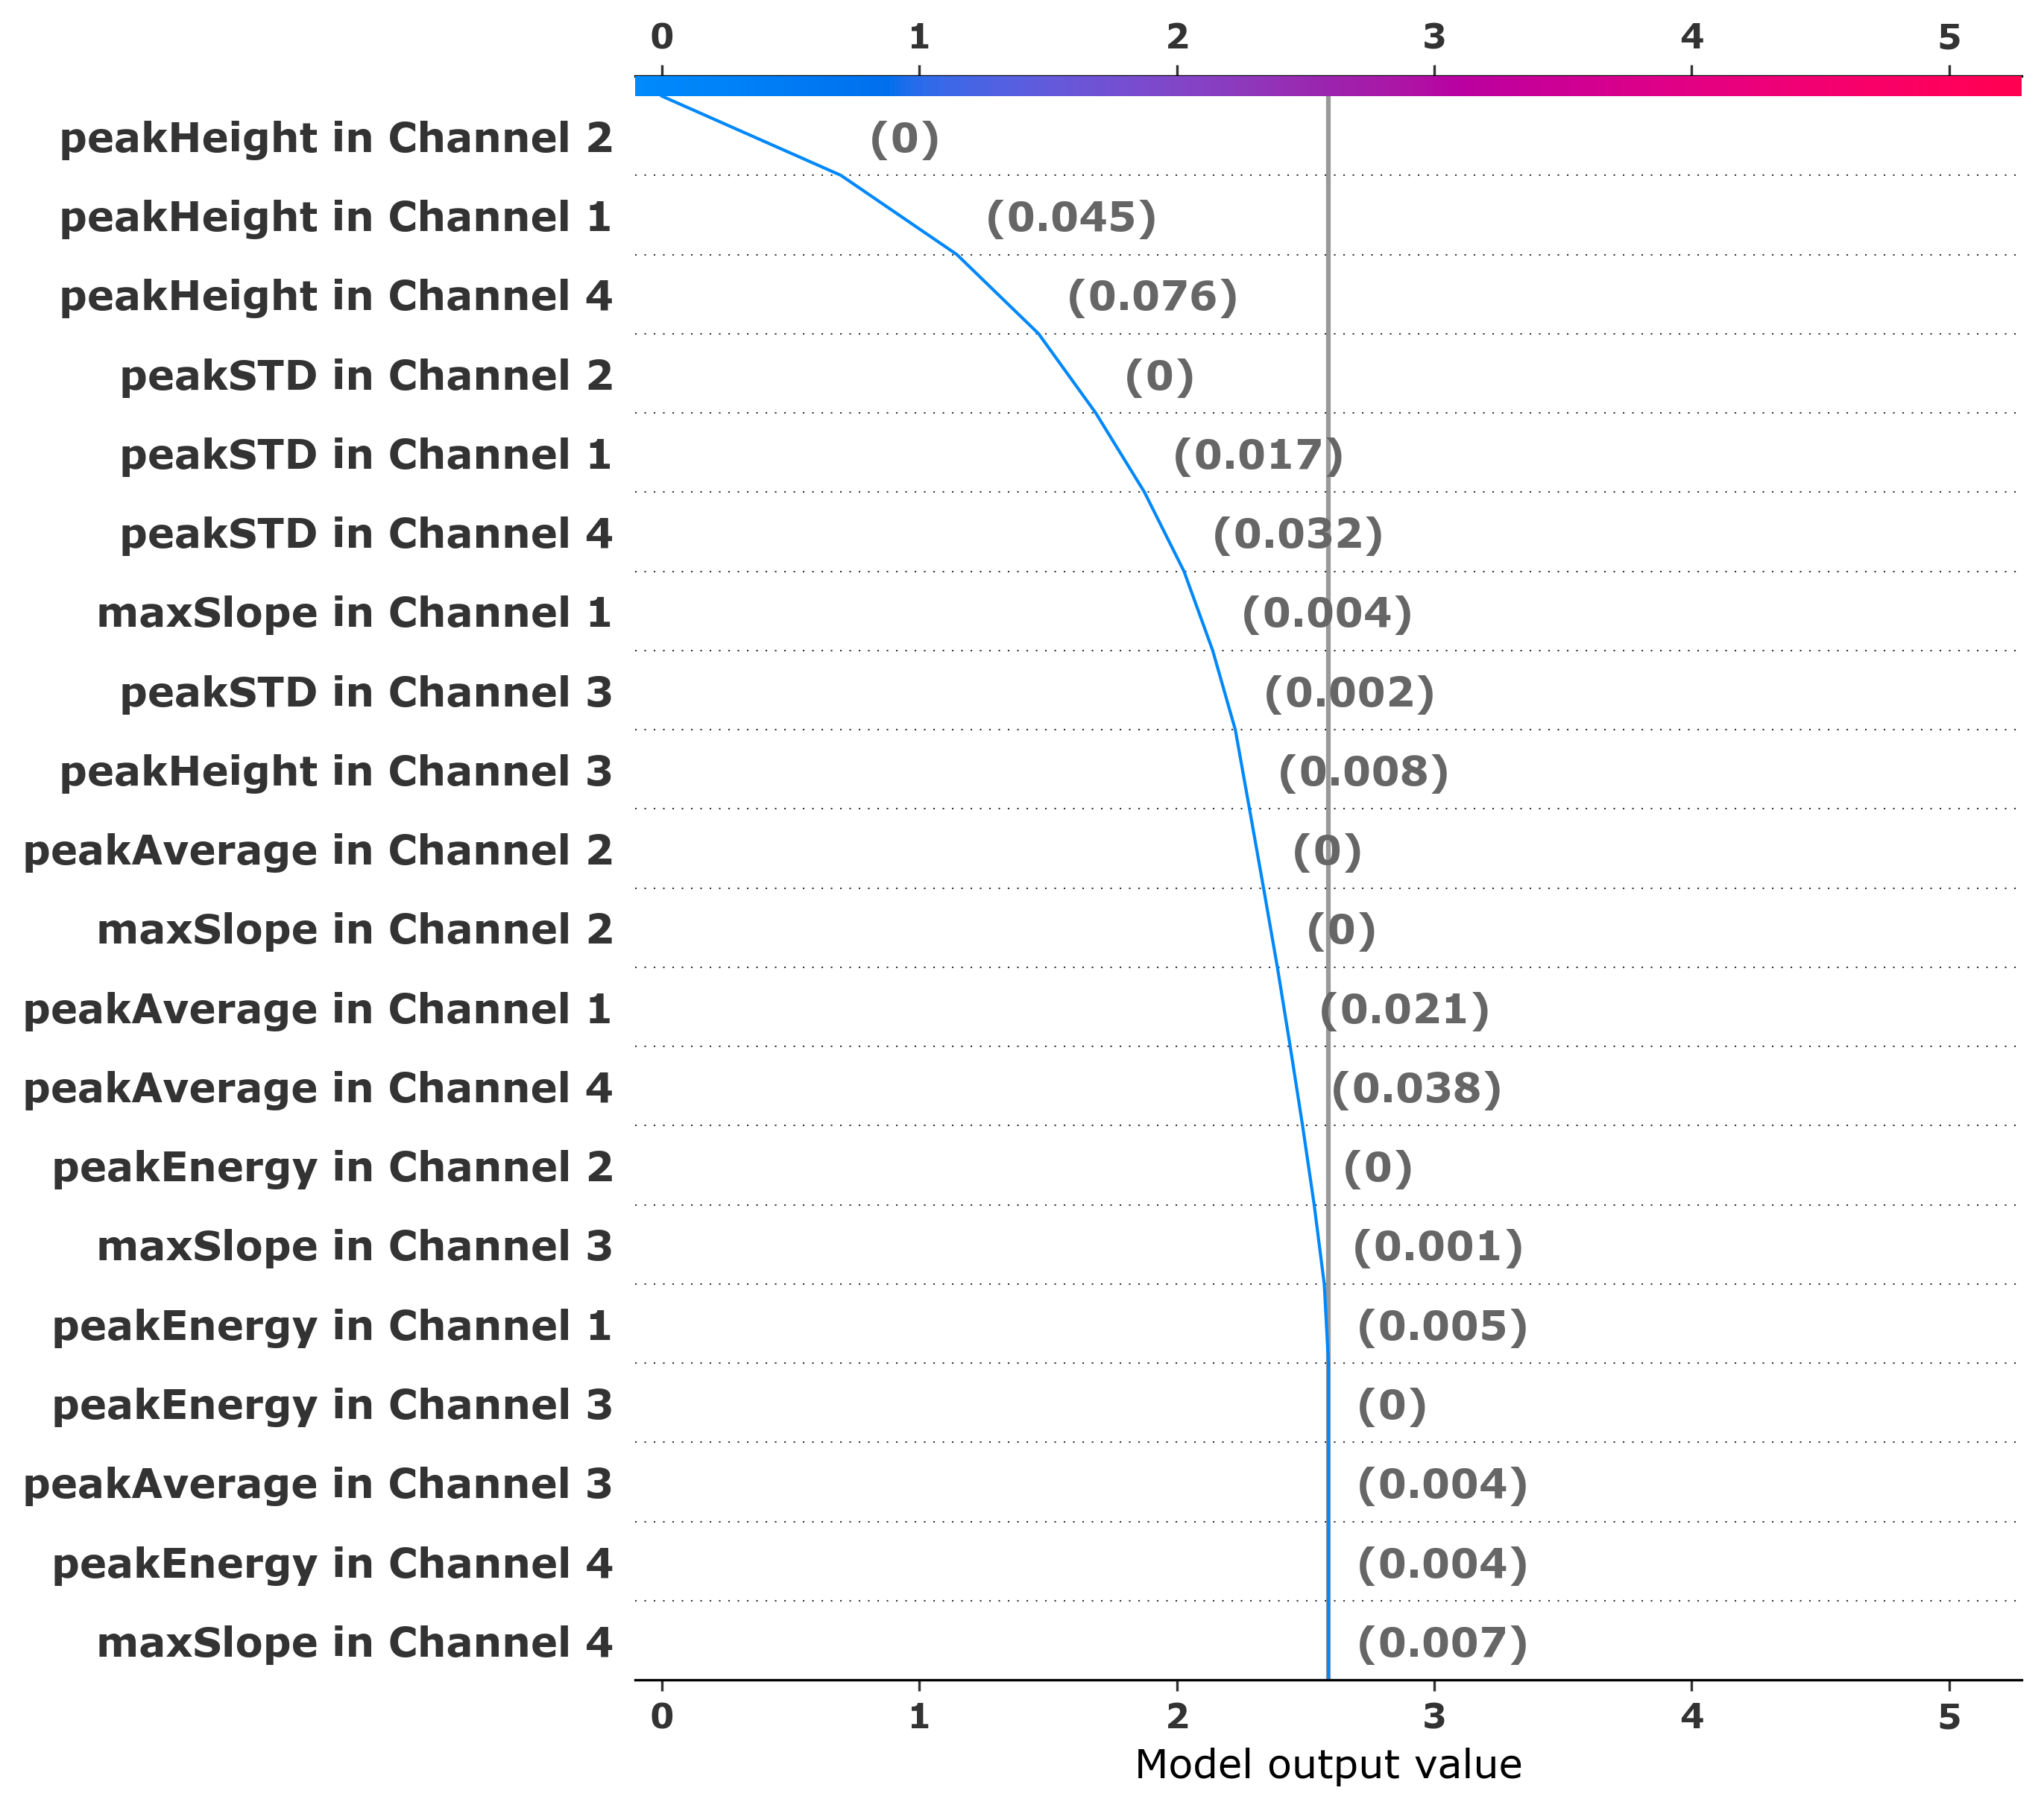 0 1 2 3 4 5
peakHeight in Channel 2 (0)
peakHeight in Channel 1 (0.045)
peakHeight in Channel 4 (0.076)
peakSTD in Channel 2 (0)
peakSTD in Channel 1 (0.017)
peakSTD in Channel 4 (0.032)
maxSlope in Channel 1 (0.004)
peakSTD in Channel 3 (0.002)
peakHeight in Channel 3 (0.008)
peakAverage in Channel 2 (0)
maxSlope in Channel 2 (0)
peakAverage in Channel 1 (0.021)
peakAverage in Channel 4 (0.038)
peakEnergy in Channel 2 (0)
maxSlope in Channel 3 (0.001)
peakEnergy in Channel 1 (0.005)
peakEnergy in Channel 3 (0)
peakAverage in Channel 3 (0.004)
peakEnergy in Channel 4 (0.004)
maxSlope in Channel 4 (0.007)
0 1 2 3 4 5
Model output value